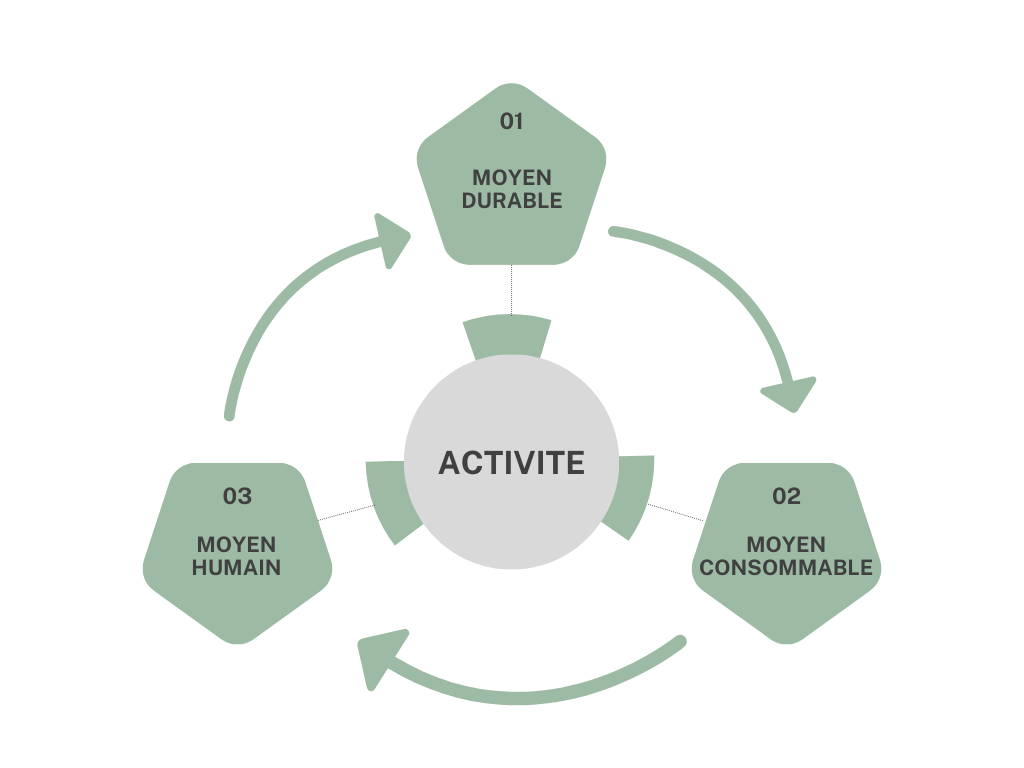 01
MOYEN
DURABLE
ACTIVITE
03
MOYEN
HUMAIN
02
MOYEN
CONSOMMABLE